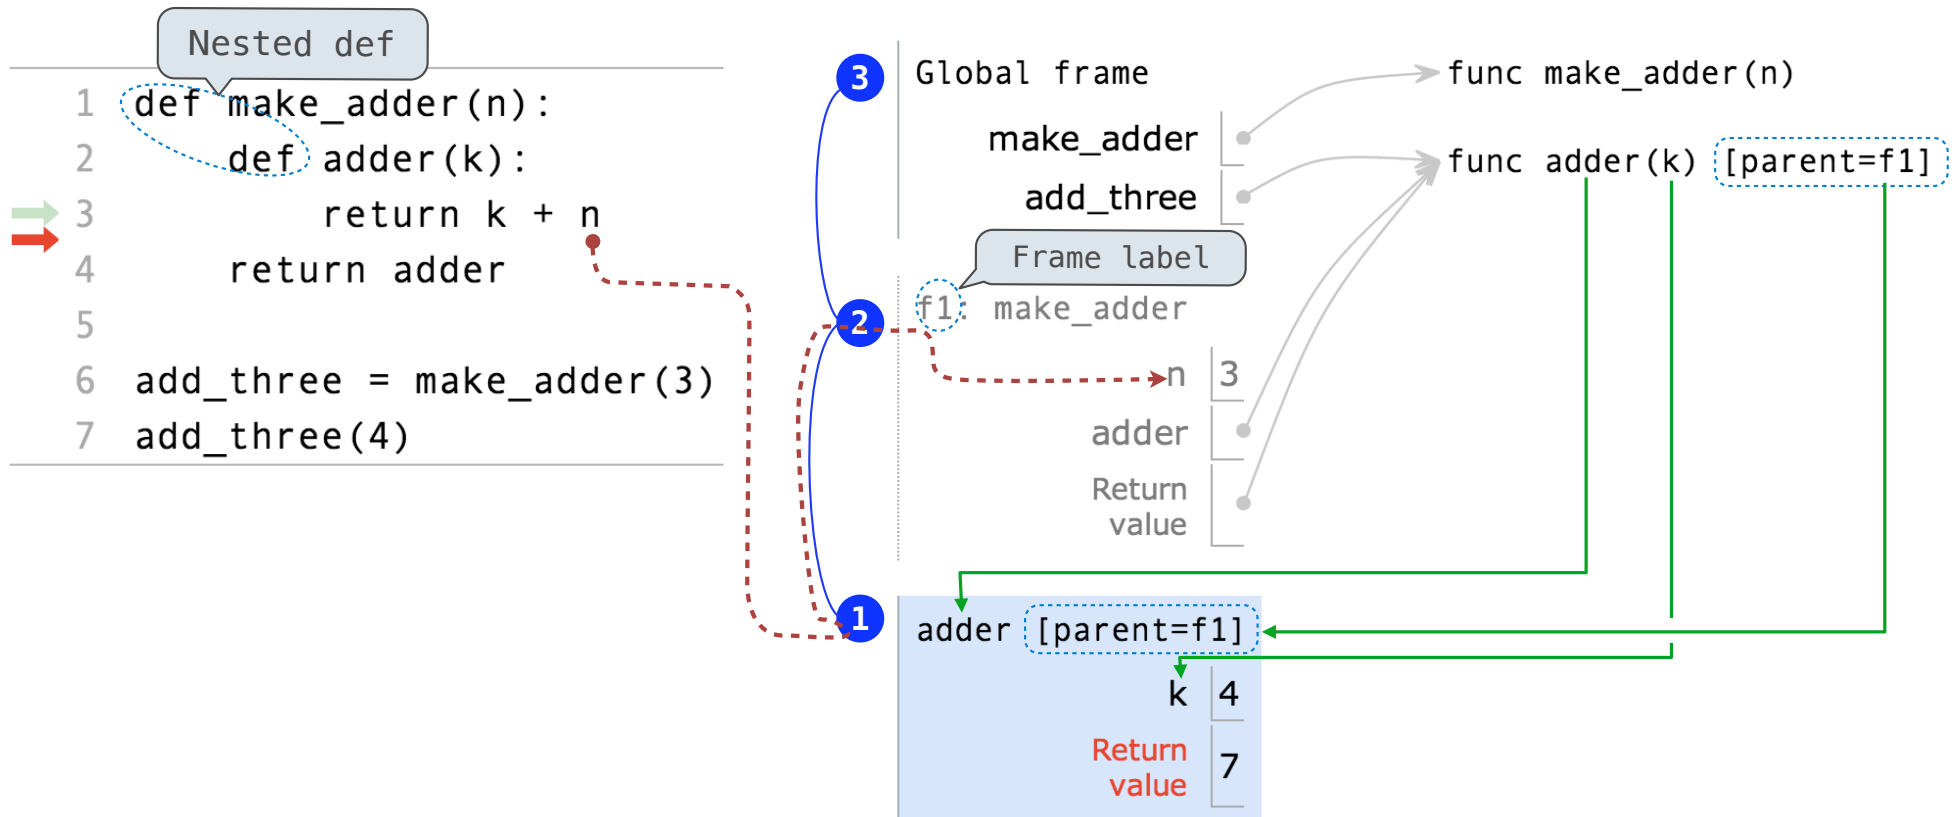 Nested def
1 def make_adder(n):
2     def adder(k):
3         return k + n
4     return adder
5
6 add_three = make_adder(3)
7 add_three(4)
3
Global frame
make_adder
add_three
func make_adder(n)
func adder(k) [parent=f1]
Frame label
2
f1: make_adder
n 3
adder
Return
value
1
adder [parent=f1]
k 4
Return
value 7